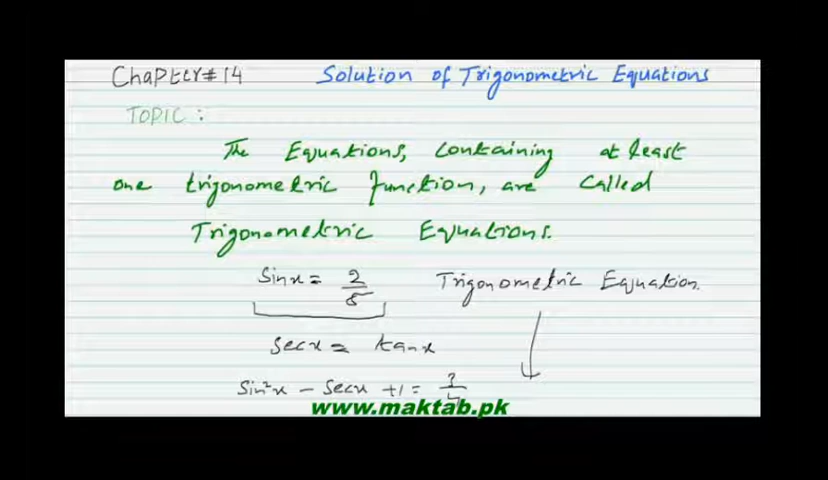 Chapter#14 Solution of Trigonometric Equations
TOPIC :
The Equations, containing at least
one trigonometric function, are called
Trigonometric Equations.
Sinx = 2/5 Trigonometric Equation.
Secx = tanx
Sin²x - Secx + 1 = 3/4
www.maktab.pk